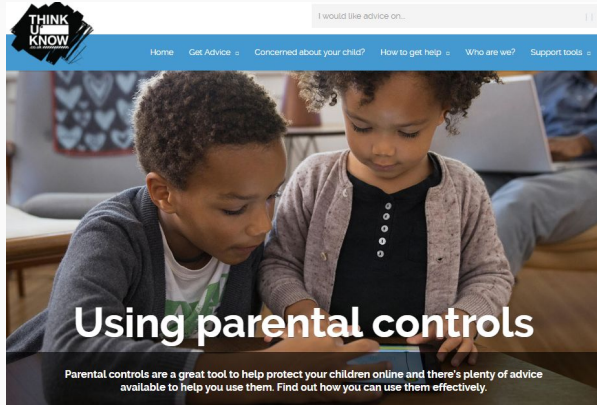 THINK
U
KNOW
I would like advice on...
Home Get Advice Concerned about your child? How to get help Who are we? Support tools
Using parental controls
Parental controls are a great tool to help protect your children online and there's plenty of advice
available to help you use them. Find out how you can use them effectively.